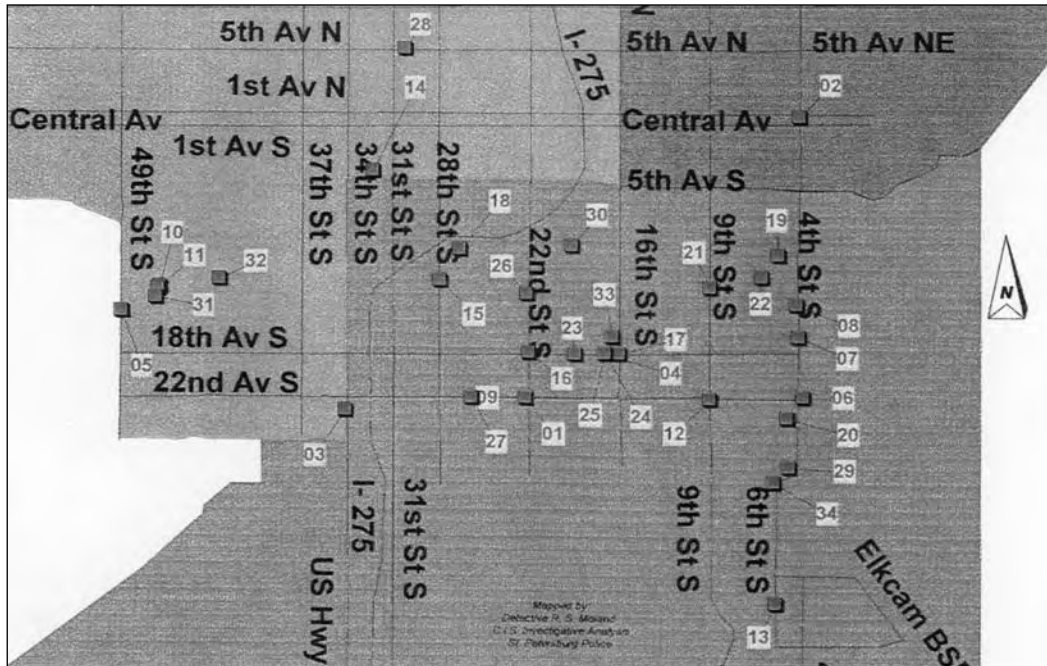 28
5th Av N
5th Av N
5th Av NE
I-275
1st Av N
14
02
Central Av
Central Av
1st Av S
49th St S
37th St S
34th St S
31st St S
28th St S
5th Av S
18
30
19
10
11
32
26
22nd St S
16th St S
21
9th St S
4th St S
22
31
15
33
08
18th Av S
23
17
07
05
16
04
22nd Av S
09
06
03
27
01
25
24
12
20
I-275
31st St S
9th St S
6th St S
29
34
US Hwy
Elkcam BS
Mapped by
Detective R. S.
C.I.S. Investigative Analysis
St. Petersburg Police
13
N